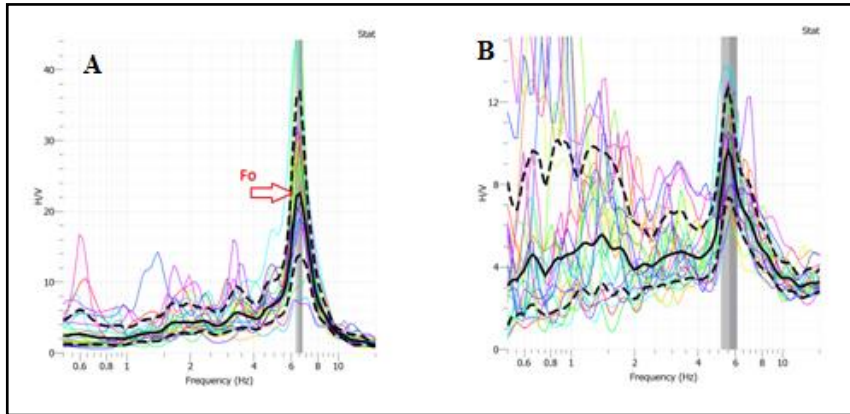 Stat
A
40
30
20
10
0
H/V
Fo
0.6 0.8 1 2 4 6 8 10
Frequency (Hz)
Stat
B
12
8
4
0
H/V
0.6 0.8 1 2 4 6 8 10
Frequency (Hz)